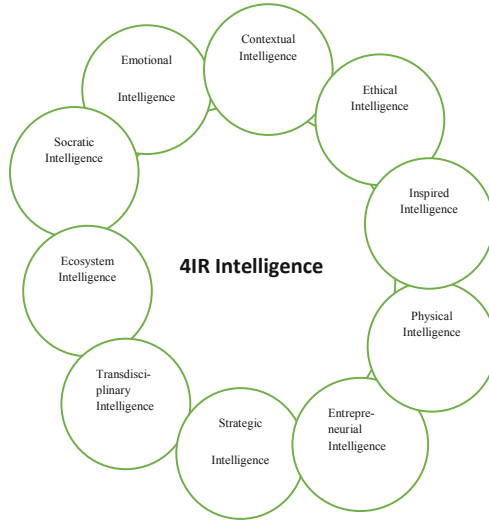 Contextual
Intelligence
Emotional
Intelligence
Ethical
Intelligence
Socratic
Intelligence
Inspired
Intelligence
Ecosystem
Intelligence
4IR Intelligence
Physical
Intelligence
Transdisci-
plinary
Intelligence
Strategic
Intelligence
Entrepre-
neurial
Intelligence